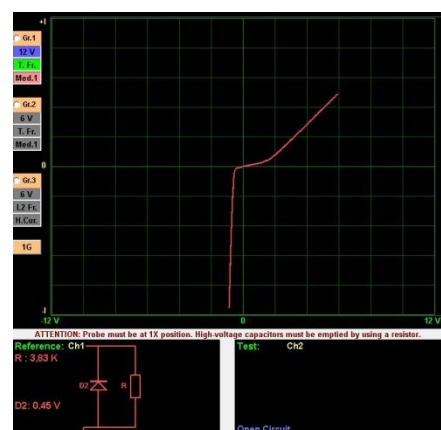 +I
Gr.1
12 V
T. Fr.
Med.1
Gr.2
6 V
T. Fr.
Med.1
0
Gr.3
6 V
L2 Fr.
H.Cur.
1G
-I
-12 V
0
12 V
ATTENTION: Probe must be at 1X position. High-voltage capacitors must be emptied by using a resistor.
Reference: Ch1
R : 3,83 K
D2
R
D2: 0,45 V
Test: Ch2
Open Circuit